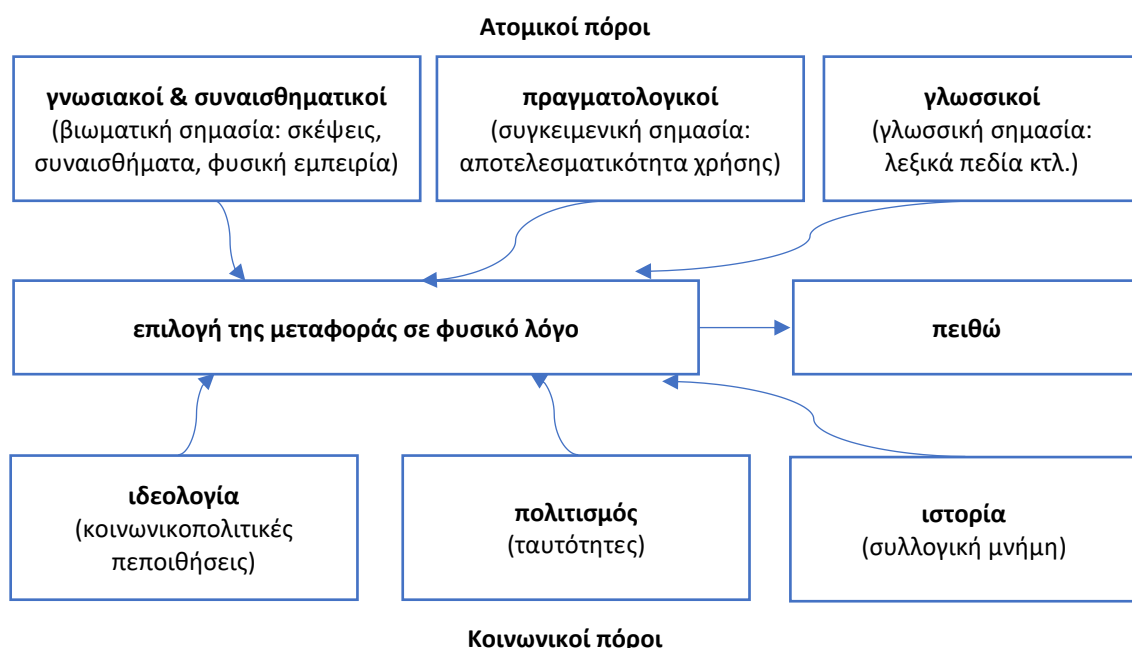 Ατομικοί πόροι
γνωσιακοί & συναισθηματικοί
(βιωματική σημασία: σκέψεις,
συναισθήματα, φυσική εμπειρία)
πραγματολογικοί
(συγκειμενική σημασία:
αποτελεσματικότητα χρήσης)
γλωσσικοί
(γλωσσική σημασία:
λεξικά πεδία κτλ.)
επιλογή της μεταφοράς σε φυσικό λόγο
πειθώ
ιδεολογία
(κοινωνικοπολιτικές
πεποιθήσεις)
πολιτισμός
(ταυτότητες)
ιστορία
(συλλογική μνήμη)
Κοινωνικοί πόροι